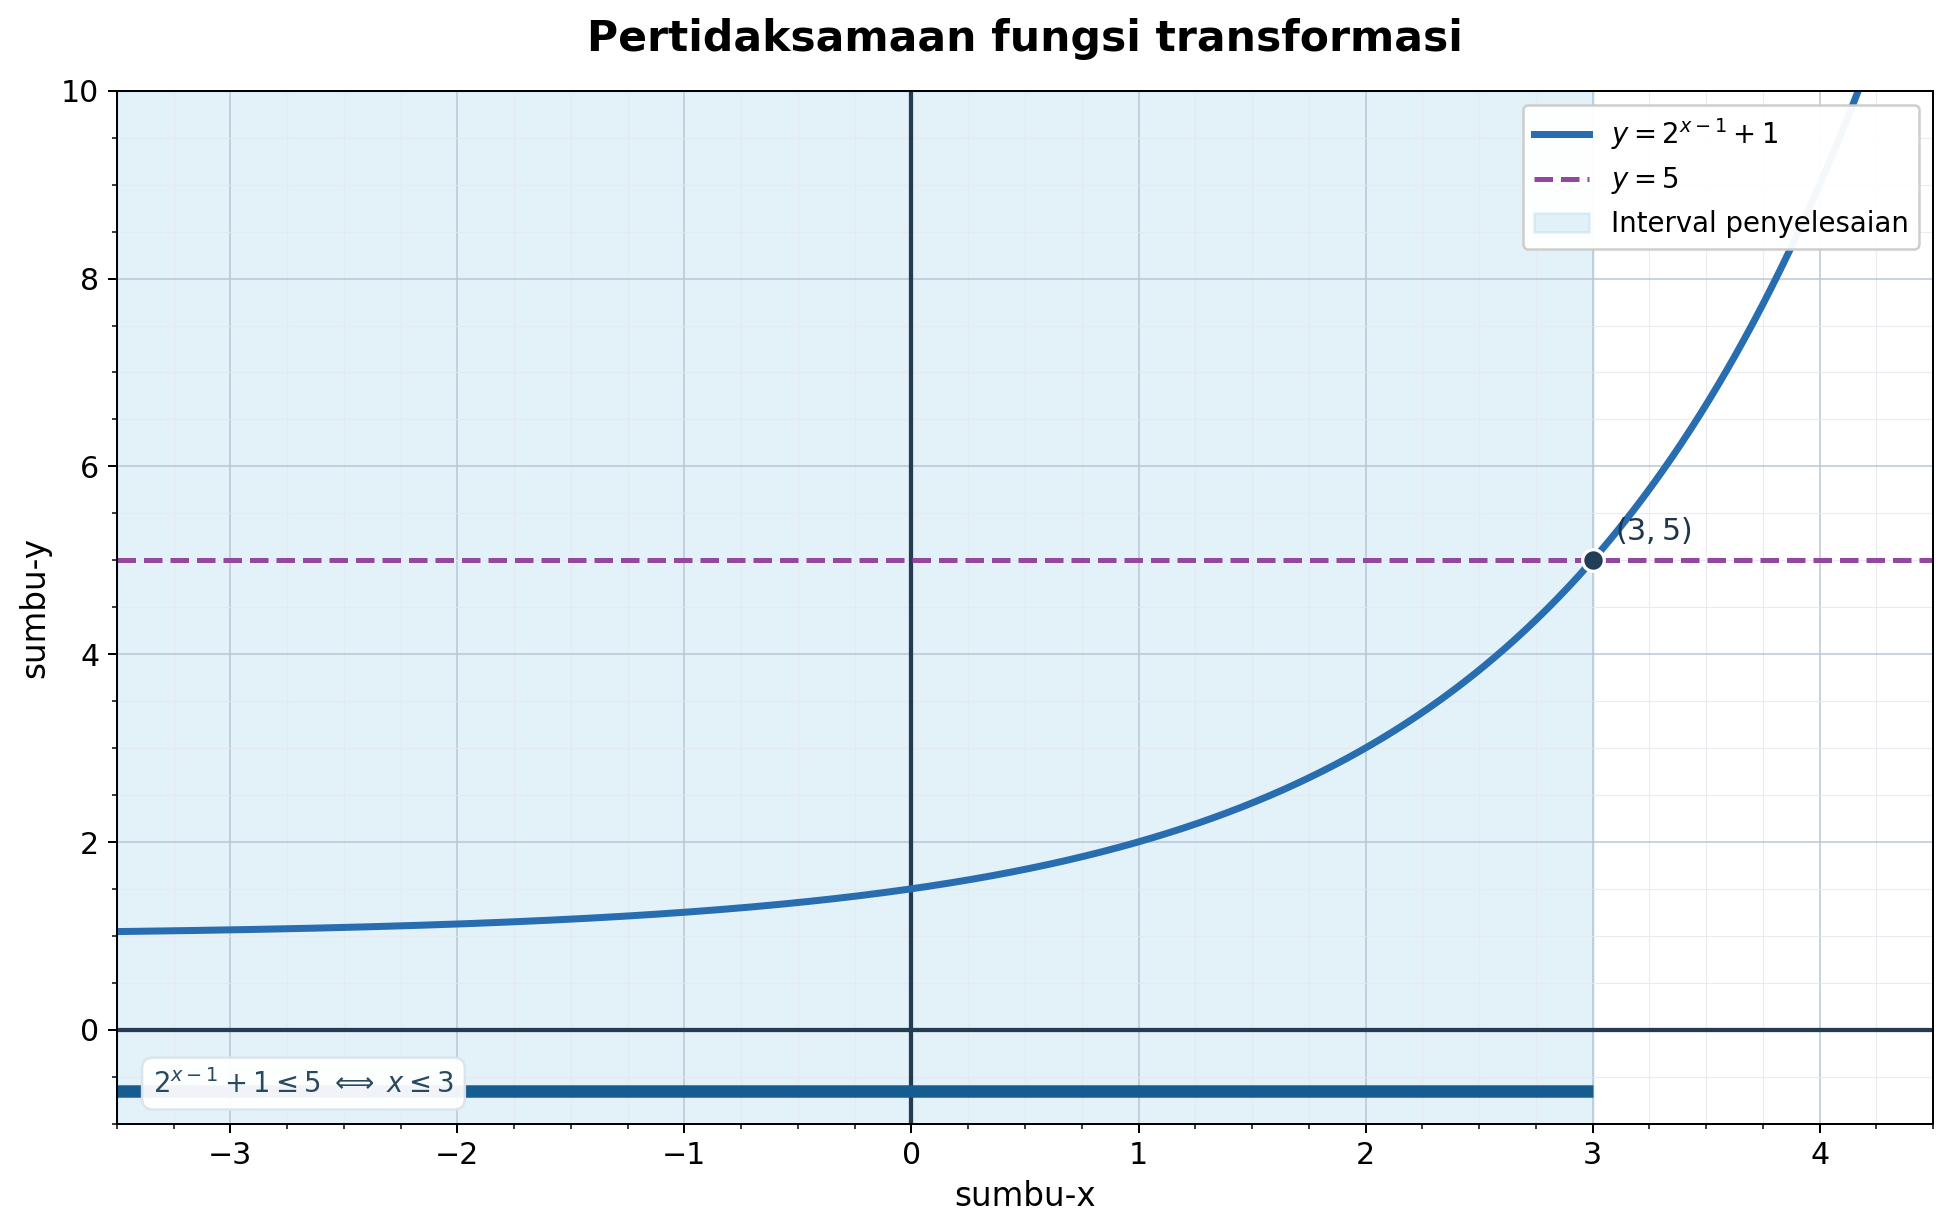 Pertidaksamaan fungsi transformasi
10
8
6
4
2
0
sumbu-y
y = 2^{x−1} + 1
y = 5
Interval penyelesaian
(3, 5)
2^{x−1} + 1 ≤ 5 ⟺ x ≤ 3
−3 −2 −1 0 1 2 3 4
sumbu-x